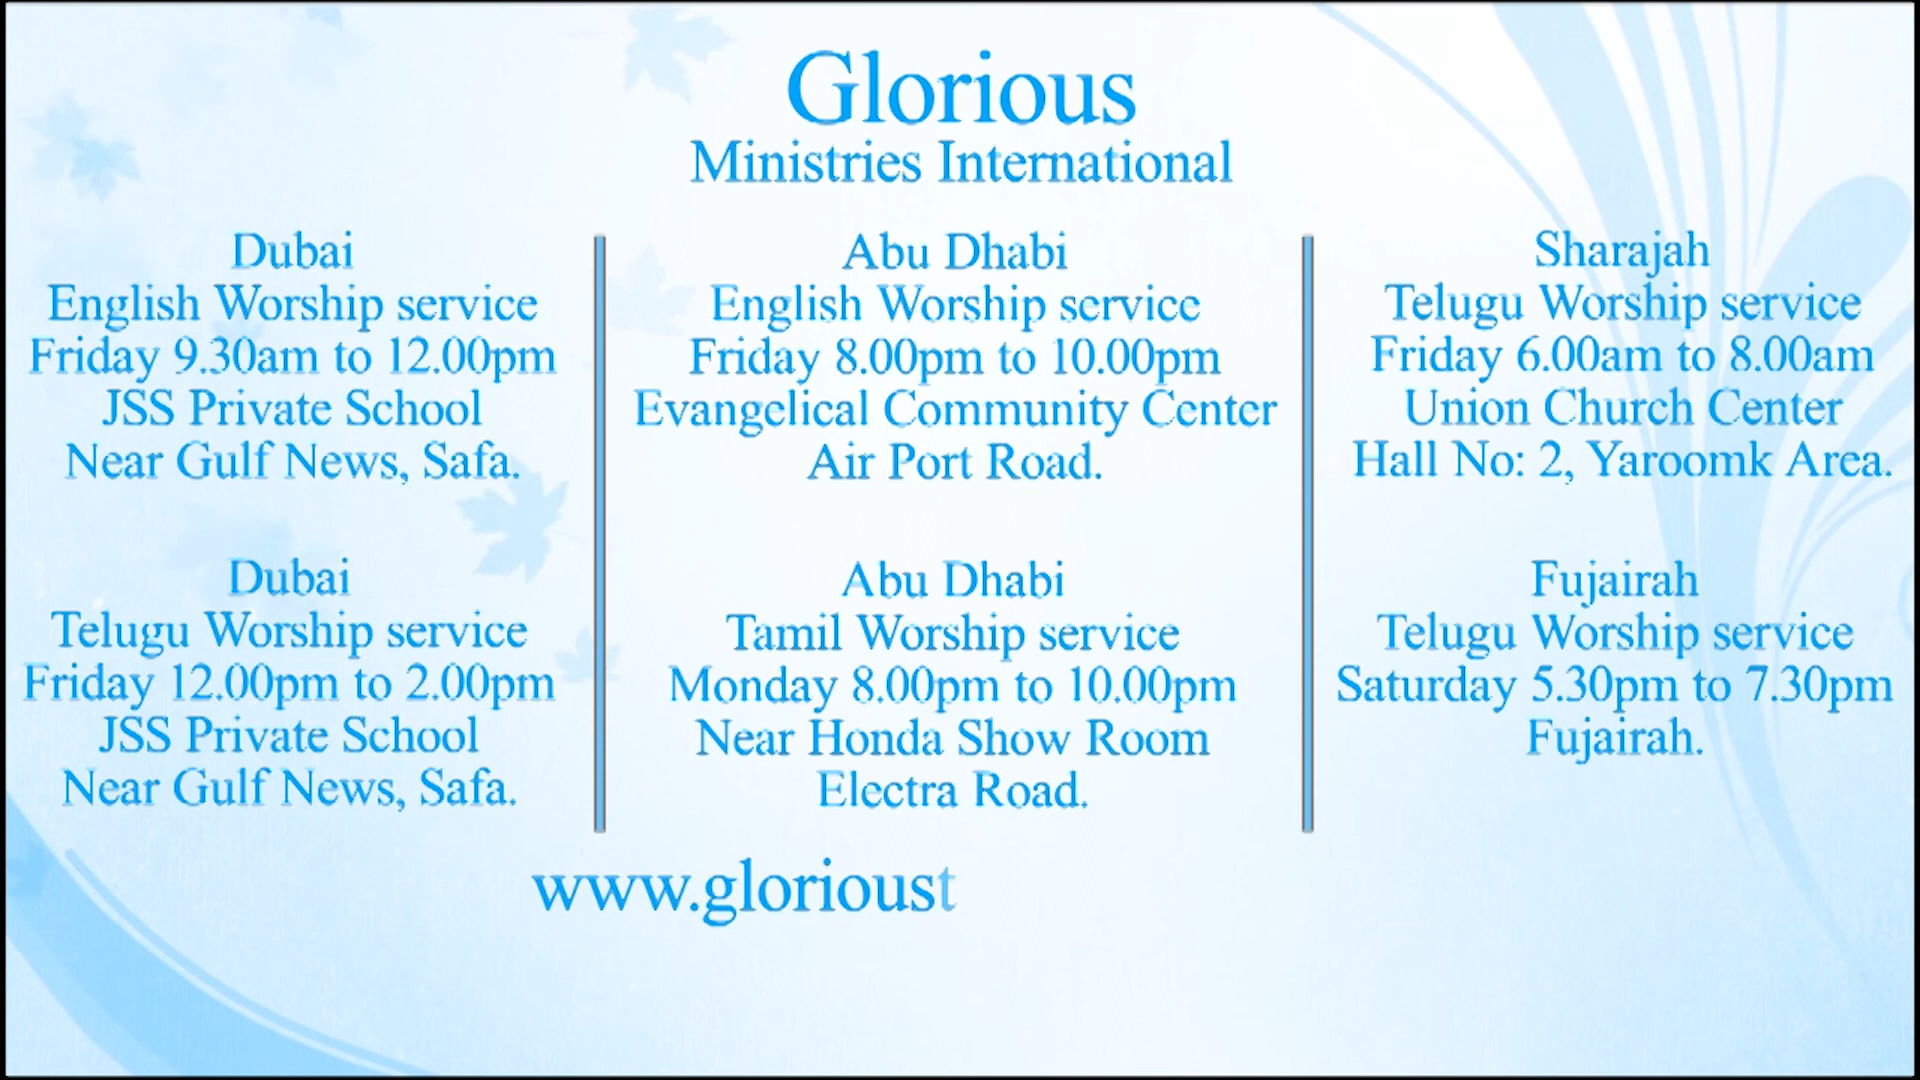 Glorious
Ministries International
Dubai
English Worship service
Friday 9.30am to 12.00pm
JSS Private School
Near Gulf News, Safa.
Dubai
Telugu Worship service
Friday 12.00pm to 2.00pm
JSS Private School
Near Gulf News, Safa.
Abu Dhabi
English Worship service
Friday 8.00pm to 10.00pm
Evangelical Community Center
Air Port Road.
Abu Dhabi
Tamil Worship service
Monday 8.00pm to 10.00pm
Near Honda Show Room
Electra Road.
Sharajah
Telugu Worship service
Friday 6.00am to 8.00am
Union Church Center
Hall No: 2, Yaroomk Area.
Fujairah
Telugu Worship service
Saturday 5.30pm to 7.30pm
Fujairah.
www.glorioust